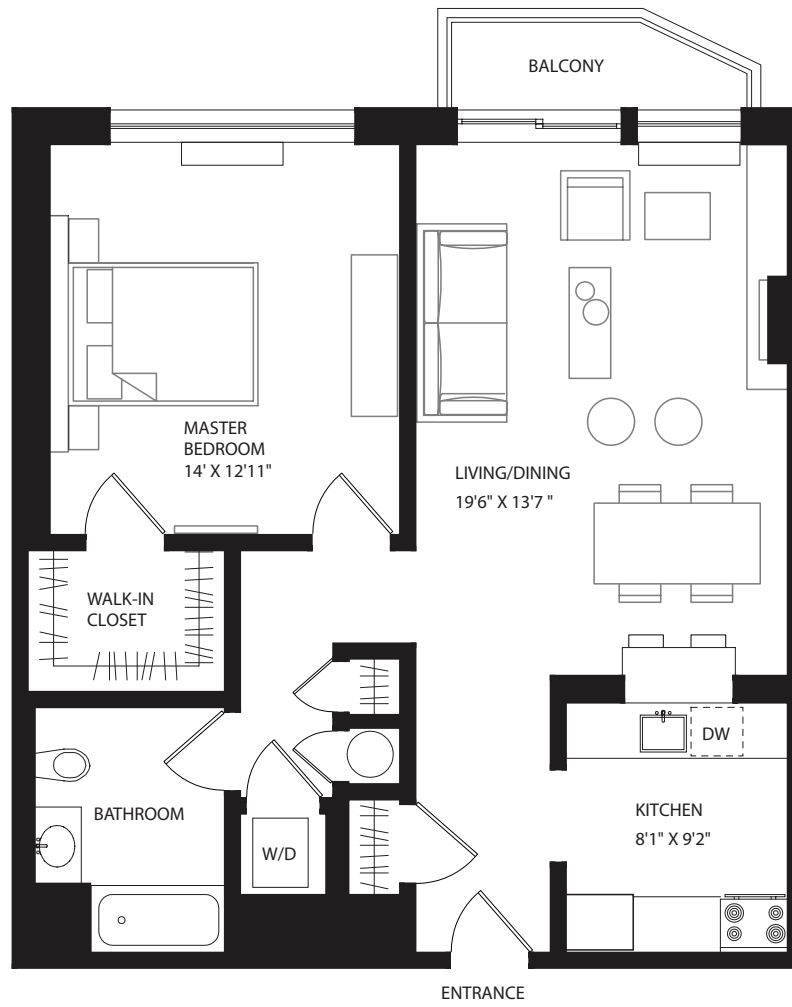 BALCONY
MASTER
BEDROOM
14' X 12'11"
LIVING/DINING
19'6" X 13'7 "
WALK-IN
CLOSET
DW
BATHROOM
KITCHEN
8'1" X 9'2"
W/D
ENTRANCE